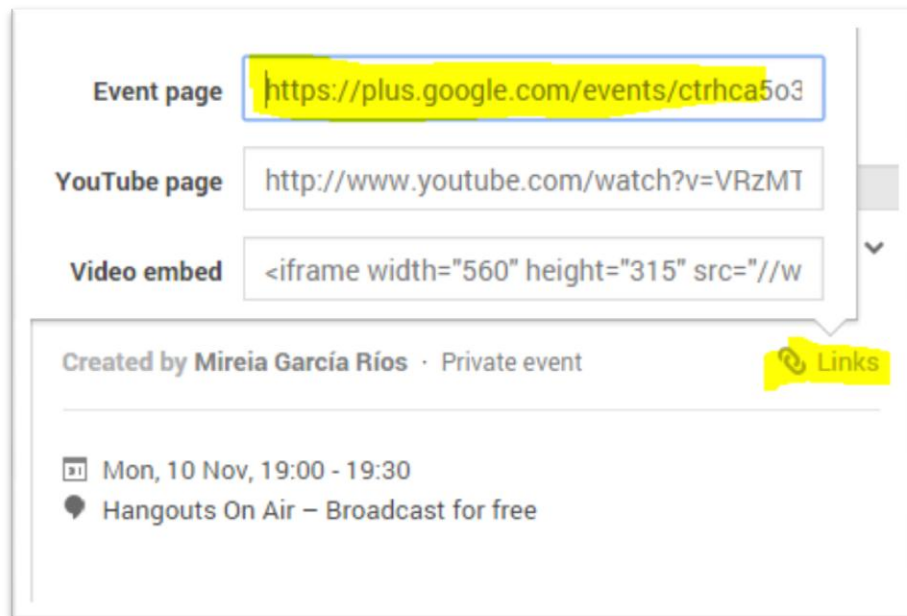 Event page https://plus.google.com/events/ctrhca5o3
YouTube page http://www.youtube.com/watch?v=VRzMT
Video embed <iframe width="560" height="315" src="//w
Created by Mireia García Ríos · Private event Links
Mon, 10 Nov, 19:00 - 19:30
Hangouts On Air – Broadcast for free